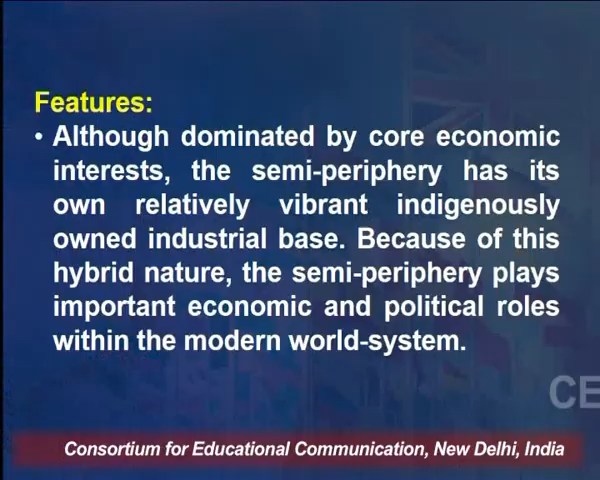 Features:
• Although dominated by core economic
interests, the semi-periphery has its
own relatively vibrant indigenously
owned industrial base. Because of this
hybrid nature, the semi-periphery plays
important economic and political roles
within the modern world-system.
CE
Consortium for Educational Communication, New Delhi, India